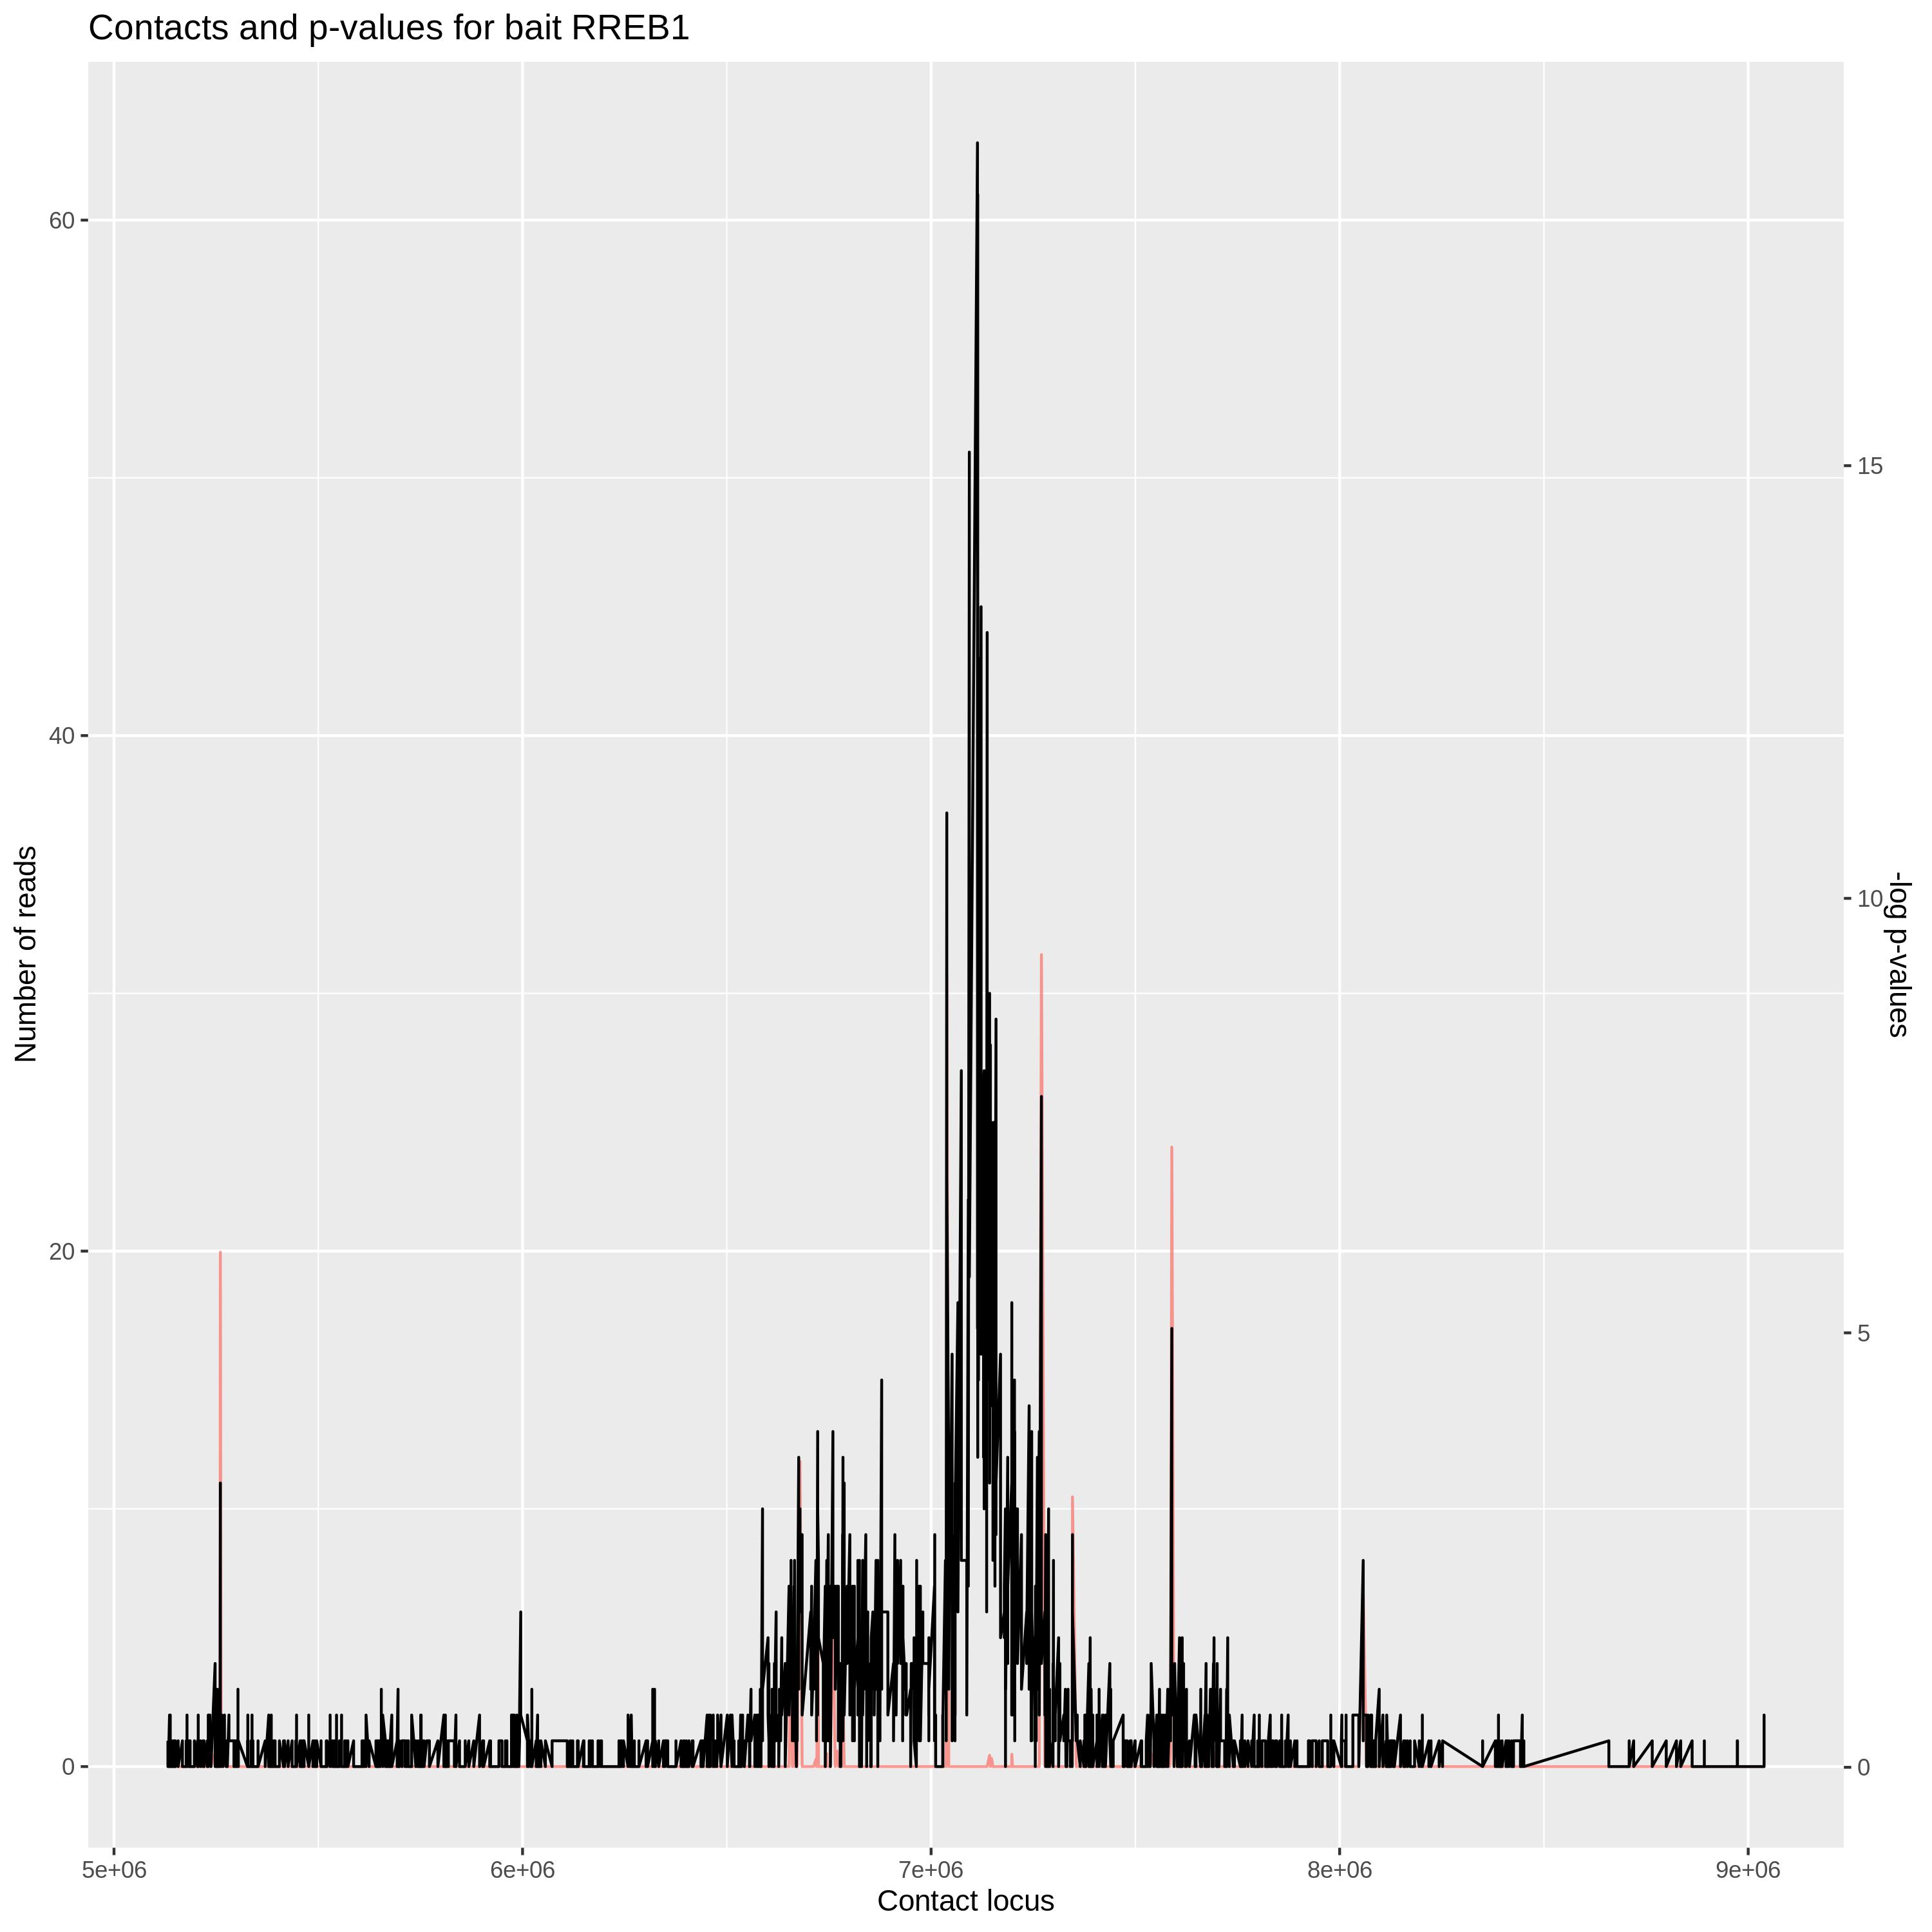 Contacts and p-values for bait RREB1
60
40
20
0
Number of reads
15
10
5
0
-log p-values
5e+06 6e+06 7e+06 8e+06 9e+06
Contact locus